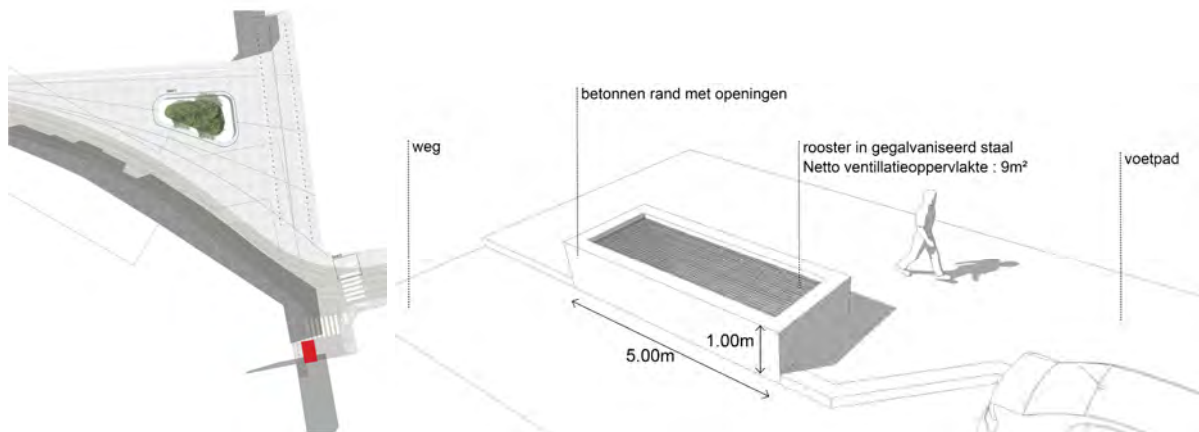 betonnen rand met openingen
weg
rooster in gegalvaniseerd staal
Netto ventillatieoppervlakte : 9m²
voetpad
1.00m
5.00m